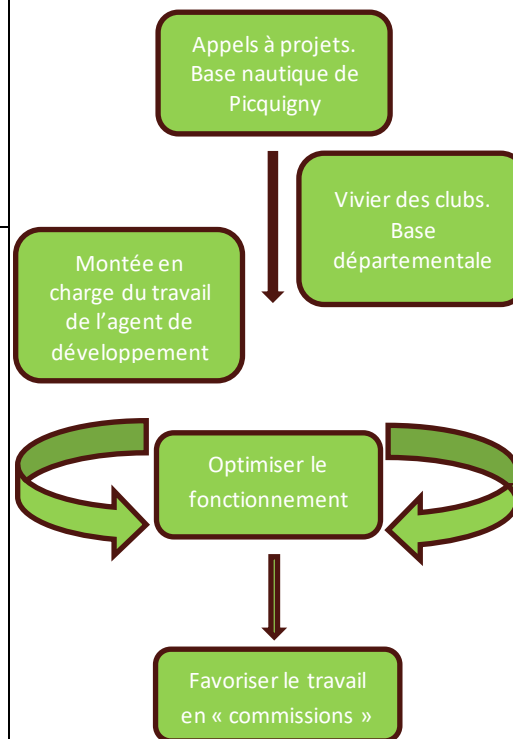 Appels à projets.
Base nautique de
Picquigny
Vivier des clubs.
Base
départementale
Montée en
charge du travail
de l’agent de
développement
Optimiser le
fonctionnement
Favoriser le travail
en « commissions »